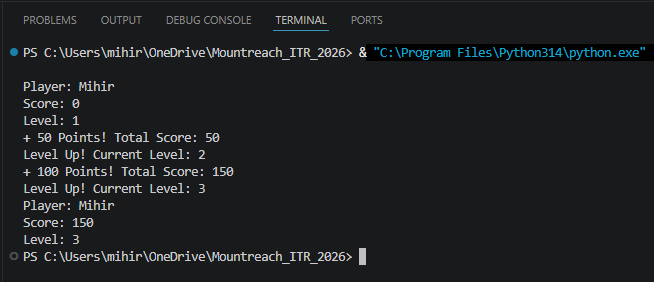 PROBLEMS OUTPUT DEBUG CONSOLE TERMINAL PORTS
PS C:\Users\mihir\OneDrive\Mountreach_ITR_2026> & "C:\Program Files\Python314\python.exe"
Player: Mihir
Score: 0
Level: 1
+ 50 Points! Total Score: 50
Level Up! Current Level: 2
+ 100 Points! Total Score: 150
Level Up! Current Level: 3
Player: Mihir
Score: 150
Level: 3
PS C:\Users\mihir\OneDrive\Mountreach_ITR_2026>